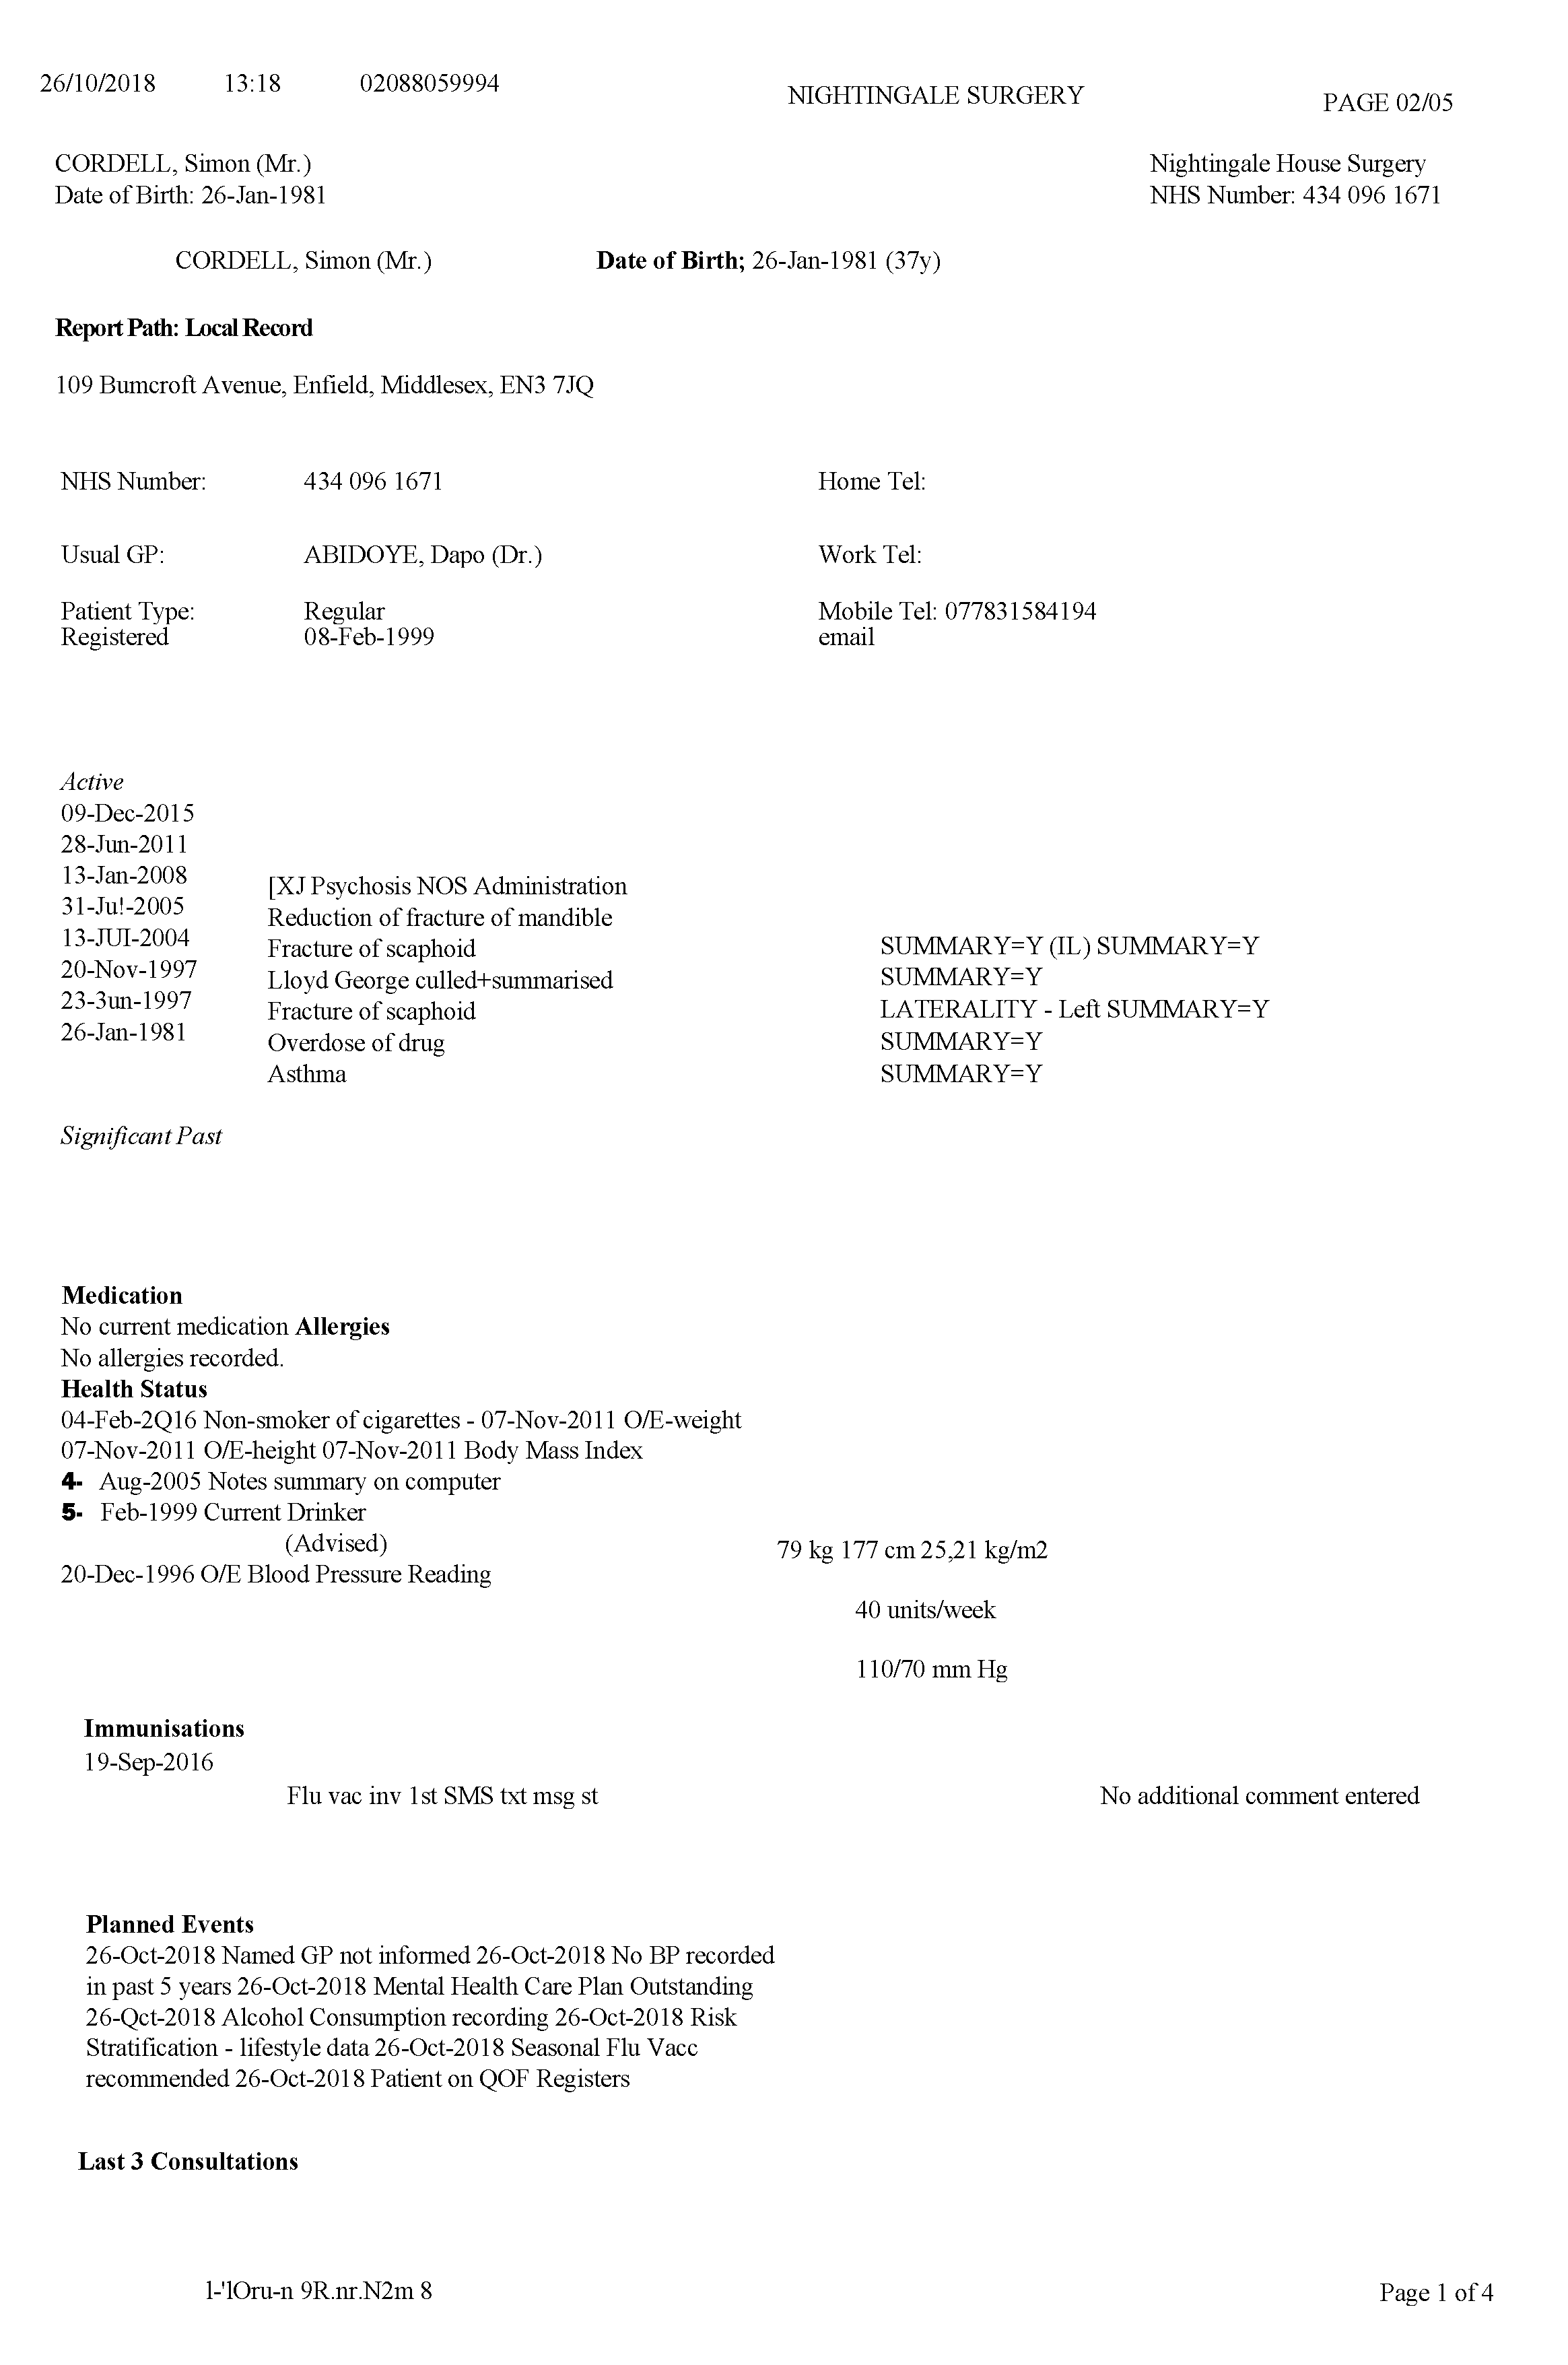 26/10/2018 13:18 02088059994 NIGHTINGALE SURGERY PAGE 02/05
CORDELL, Simon (Mr.) Nightingale House Surgery
Date of Birth: 26-Jan-1981 NHS Number: 434 096 1671
CORDELL, Simon (Mr.) Date of Birth; 26-Jan-1981 (37y)
Report Path: Local Record
109 Bumcroft Avenue, Enfield, Middlesex, EN3 7JQ
NHS Number: 434 096 1671 Home Tel:
Usual GP: ABIDOYE, Dapo (Dr.) Work Tel:
Patient Type: Regular Mobile Tel: 077831584194
Registered 08-Feb-1999 email
Active
09-Dec-2015
28-Jun-2011
13-Jan-2008
[XJ Psychosis NOS Administration
31-Ju!-2005
Reduction of fracture of mandible
13-JUI-2004
Fracture of scaphoid SUMMARY=Y (IL) SUMMARY=Y
20-Nov-1997
Lloyd George culled+summarised SUMMARY=Y
23-3un-1997
Fracture of scaphoid LATERALITY - Left SUMMARY=Y
26-Jan-1981
Overdose of drug SUMMARY=Y
Asthma SUMMARY=Y
Significant Past
Medication
No current medication Allergies
No allergies recorded.
Health Status
04-Feb-2Q16 Non-smoker of cigarettes - 07-Nov-2011 O/E-weight
07-Nov-2011 O/E-height 07-Nov-2011 Body Mass Index
4- Aug-2005 Notes summary on computer
5- Feb-1999 Current Drinker
(Advised) 79 kg 177 cm 25,21 kg/m2
20-Dec-1996 O/E Blood Pressure Reading
40 units/week
110/70 mm Hg
Immunisations
19-Sep-2016
Flu vac inv 1st SMS txt msg st No additional comment entered
Planned Events
26-Oct-2018 Named GP not informed 26-Oct-2018 No BP recorded
in past 5 years 26-Oct-2018 Mental Health Care Plan Outstanding
26-Qct-2018 Alcohol Consumption recording 26-Oct-2018 Risk
Stratification - lifestyle data 26-Oct-2018 Seasonal Flu Vacc
recommended 26-Oct-2018 Patient on QOF Registers
Last 3 Consultations
l-'lOru-n 9R.nr.N2m 8 Page 1 of 4